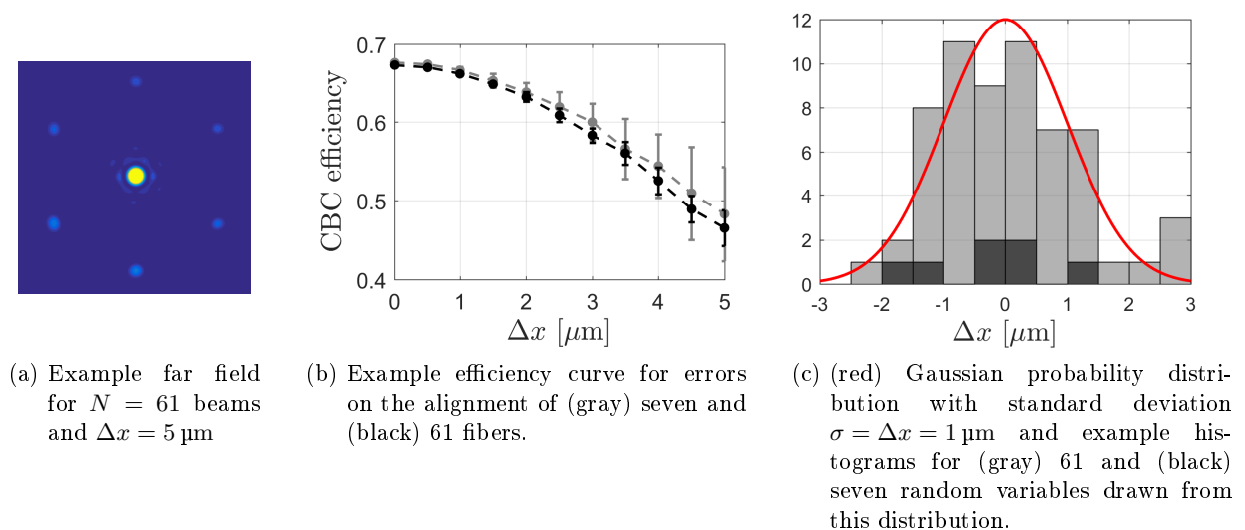 0.7
0.6
0.5
0.4
CBC efficiency
0 1 2 3 4 5
Δx [μm]
12
10
8
6
4
2
0
-3 -2 -1 0 1 2 3
Δx [μm]
(a) Example far field
for N = 61 beams
and Δx = 5 µm
(b) Example efficiency curve for errors
on the alignment of (gray) seven and
(black) 61 fibers.
(c) (red) Gaussian probability distri-
bution with standard deviation
σ = Δx = 1 µm and example his-
tograms for (gray) 61 and (black)
seven random variables drawn from
this distribution.